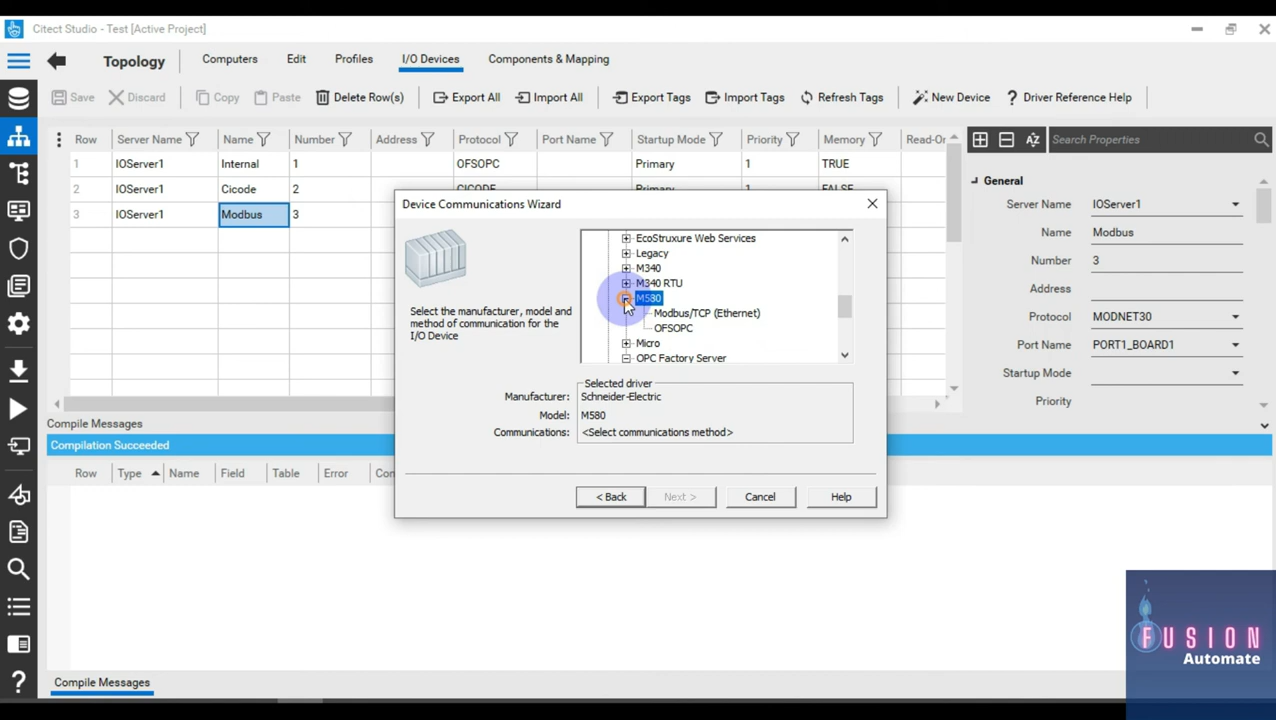 Citect Studio - Test [Active Project]
Topology
Computers
Edit
Profiles
I/O Devices
Components & Mapping
Save
Discard
Copy
Paste
Delete Row(s)
Export All
Import All
Export Tags
Import Tags
Refresh Tags
New Device
? Driver Reference Help
Row Server Name Name Number Address Protocol Port Name Startup Mode Priority Memory Read-Or
1 IOServer1 Internal 1 OFSOPC Primary 1 TRUE
2 IOServer1 Cicode 2 CICODE Primary 1 FALSE
3 IOServer1 Modbus 3
Search Properties
General
Server Name IOServer1
Name Modbus
Number 3
Address
Protocol MODNET30
Port Name PORT1_BOARD1
Startup Mode
Priority
Device Communications Wizard
Select the manufacturer, model and
method of communication for the
I/O Device
EcoStruxure Web Services
Legacy
M340
M340 RTU
M580
Modbus/TCP (Ethernet)
OFSOPC
Micro
OPC Factory Server
Selected driver
Manufacturer: Schneider-Electric
Model: M580
Communications: <Select communications method>
< Back
Next >
Cancel
Help
Compile Messages
Compilation Succeeded
Row Type Name Field Table Error Con
Compile Messages
FUSION
Automate